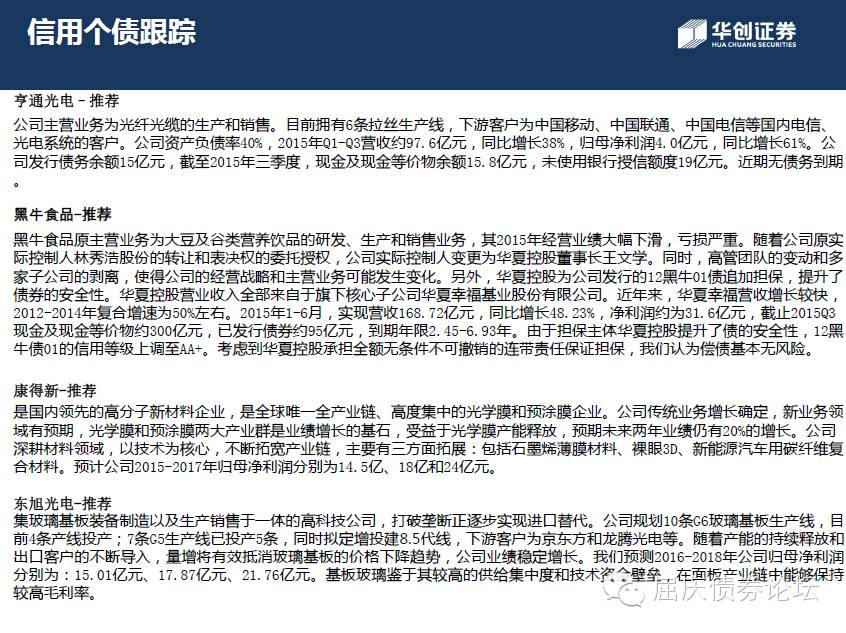 信用个债跟踪
华创证券
HUA CHUANG SECURITIES
亨通光电-推荐
公司主营业务为光纤光缆的生产和销售。目前拥有6条拉丝生产线，下游客户为中国移动、中国联通、中国电信等国内电信、
光电系统的客户。公司资产负债率40%，2015年Q1-Q3营收约97.6亿元，同比增长38%，归母净利润4.0亿元，同比增长61%。公
司发行债务余额15亿元，截至2015年三季度，现金及现金等价物余额15.8亿元，未使用银行授信额度19亿元。近期无债务到期
。
黑牛食品-推荐
黑牛食品原主营业务为大豆及谷类营养饮品的研发、生产和销售业务，其2015年经营业绩大幅下滑，亏损严重。随着公司原实
际控制人林秀浩股份的转让和表决权的委托授权，公司实际控制人变更为华夏控股董事长王文学。同时，高管团队的变动和多
家子公司的剥离，使得公司的经营战略和主营业务可能发生变化。另外，华夏控股为公司发行的12黑牛01债追加担保，提升了
债券的安全性。华夏控股营业收入全部来自于旗下核心子公司华夏幸福基业股份有限公司。近年来，华夏幸福营收增长较快，
2012-2014年复合增速为50%左右。2015年1-6月，实现营收168.72亿元，同比增长48.23%，净利润约为31.6亿元，截止2015Q3
现金及现金等价物约300亿元，已发行债券约95亿元，到期年限2.45-6.93年。由于担保主体华夏控股提升了债的安全性，12黑
牛债01的信用等级上调至AA+。考虑到华夏控股承担全额无条件不可撤销的连带责任保证担保，我们认为偿债基本无风险。
康得新-推荐
是国内领先的高分子新材料企业，是全球唯一全产业链、高度集中的光学膜和预涂膜企业。公司传统业务增长确定，新业务领
域有预期，光学膜和预涂膜两大产业群是业绩增长的基石，受益于光学膜产能释放，预期未来两年业绩仍有20%的增长。公司
深耕材料领域，以技术为核心，不断拓宽产业链，主要有三方面拓展：包括石墨烯薄膜材料、裸眼3D、新能源汽车用碳纤维复
合材料。预计公司2015-2017年归母净利润分别为14.5亿、18亿和24亿元。
东旭光电-推荐
集玻璃基板装备制造以及生产销售于一体的高科技公司，打破垄断正逐步实现进口替代。公司规划10条G6玻璃基板生产线，目
前4条产线投产；7条G5生产线已投产5条，同时拟定增投建8.5代线，下游客户为京东方和龙腾光电等。随着产能的持续释放和
出口客户的不断导入，量增将有效抵消玻璃基板的价格下降趋势，公司业绩稳定增长。我们预测2016-2018年公司归母净利润
分别为：15.01亿元、17.87亿元、21.76亿元。基板玻璃鉴于其较高的供给集中度和技术资金壁垒，在面板产业链中能够保持
较高毛利率。
屈庆债券论坛